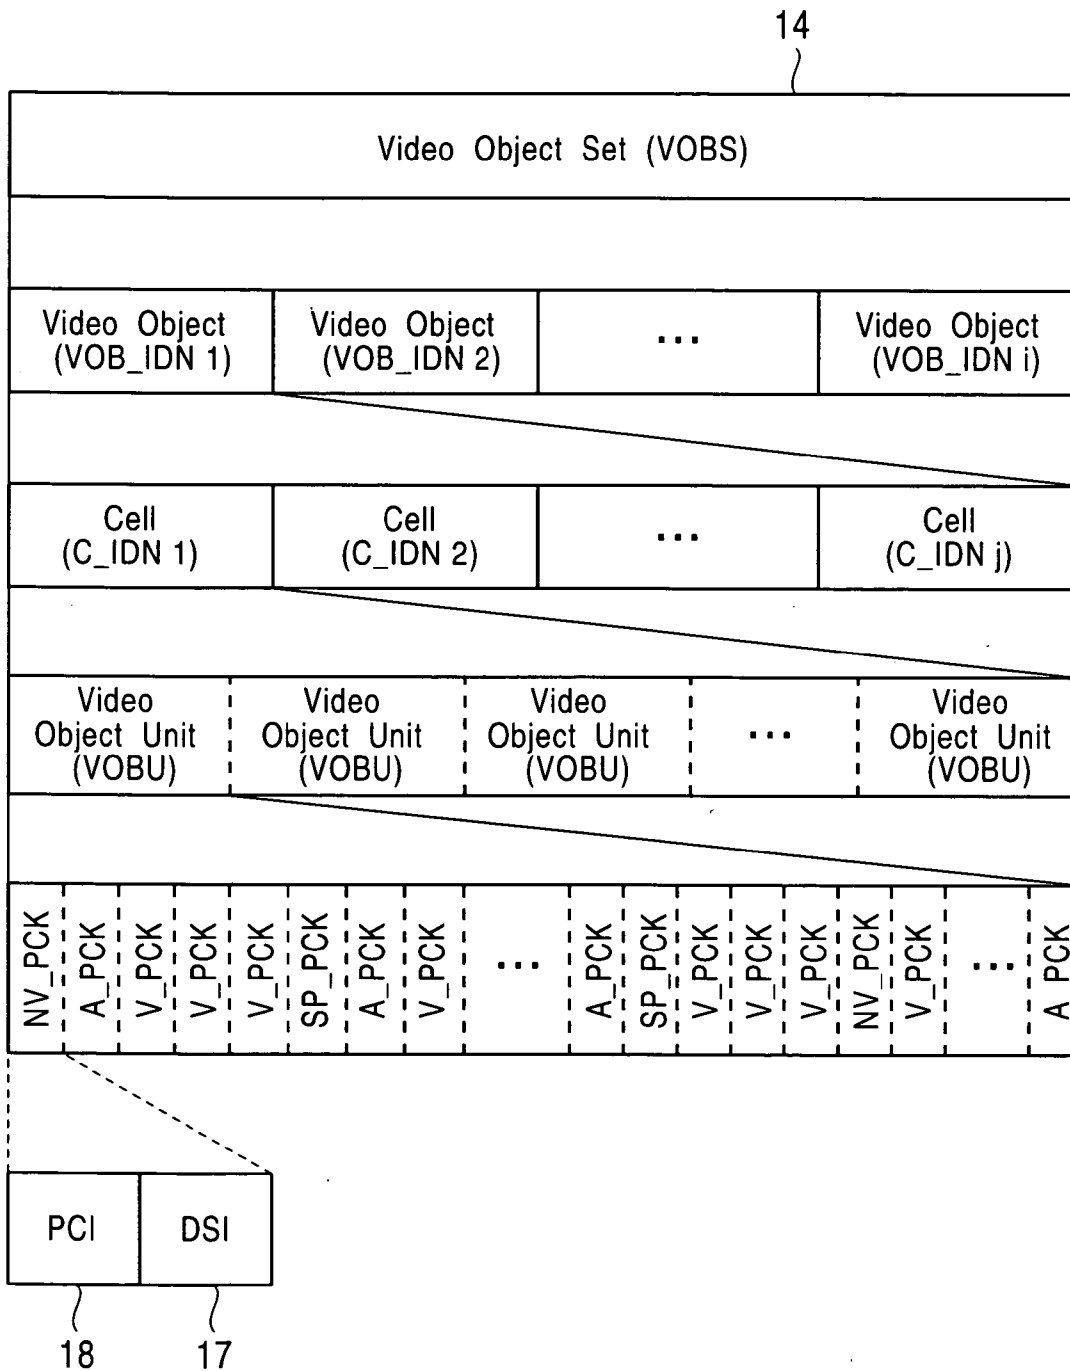 14
Video Object Set (VOBS)
Video Object
(VOB_IDN 1)
Video Object
(VOB_IDN 2)
...
Video Object
(VOB_IDN i)
Cell
(C_IDN 1)
Cell
(C_IDN 2)
...
Cell
(C_IDN j)
Video
Object Unit
(VOBU)
Video
Object Unit
(VOBU)
Video
Object Unit
(VOBU)
...
Video
Object Unit
(VOBU)
NV_PCK
A_PCK
V_PCK
V_PCK
V_PCK
SP_PCK
A_PCK
V_PCK
...
A_PCK
SP_PCK
V_PCK
V_PCK
V_PCK
NV_PCK
V_PCK
...
A_PCK
PCI
DSI
18
17